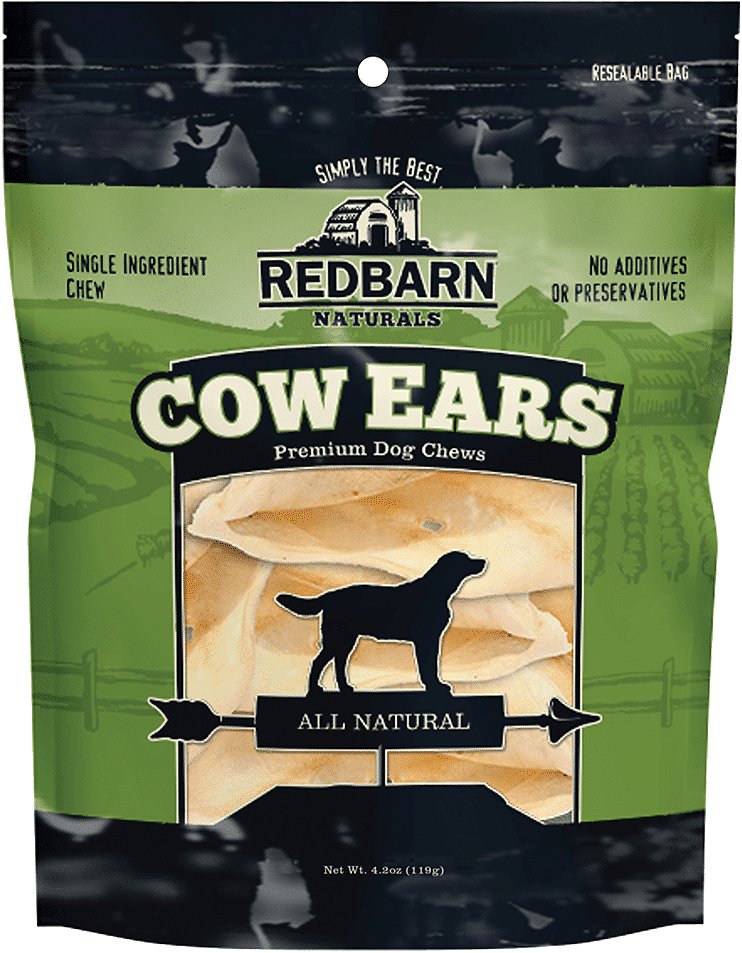 RESEALABLE BAG
SIMPLY THE BEST
SINGLE INGREDIENT
CHEW
REDBARN
NATURALS
NO ADDITIVES
OR PRESERVATIVES
COW EARS
Premium Dog Chews
ALL NATURAL
Net Wt. 4.2oz (119g)